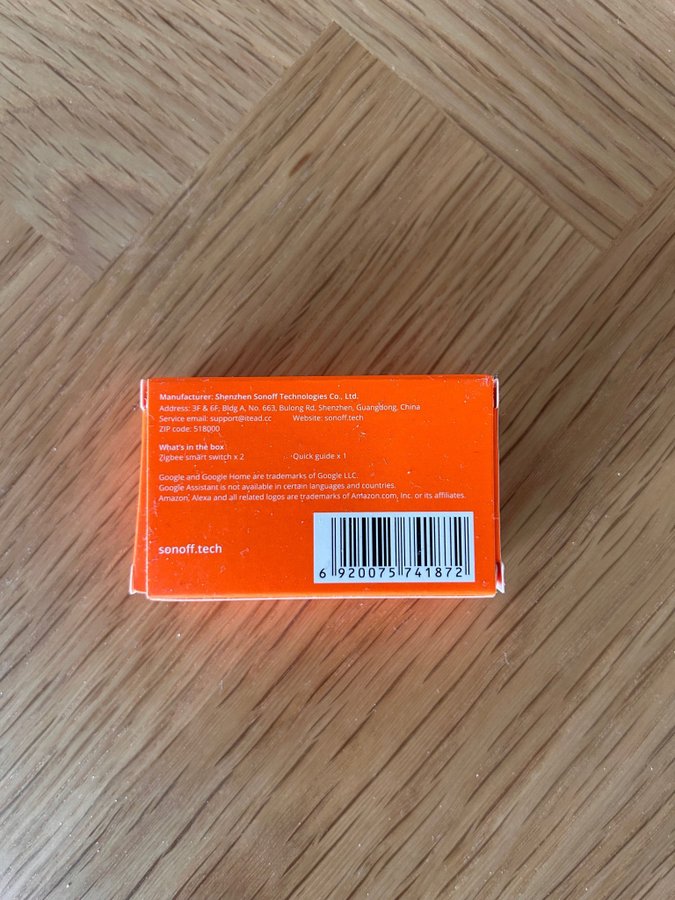 Manufacturer: Shenzhen Sonoff Technologies Co., Ltd.
Address: 3F & 6F, Bldg A, No. 663, Bulong Rd, Shenzhen, Guangdong, China
Service email: support@itead.cc Website: sonoff.tech
ZIP code: 518000
What's in the box
Zigbee smart switch x 2 Quick guide x 1
Google and Google Home are trademarks of Google LLC.
Google Assistant is not available in certain languages and countries.
Amazon, Alexa and all related logos are trademarks of Amazon.com, Inc. or its affiliates.
sonoff.tech
6 920075 741872